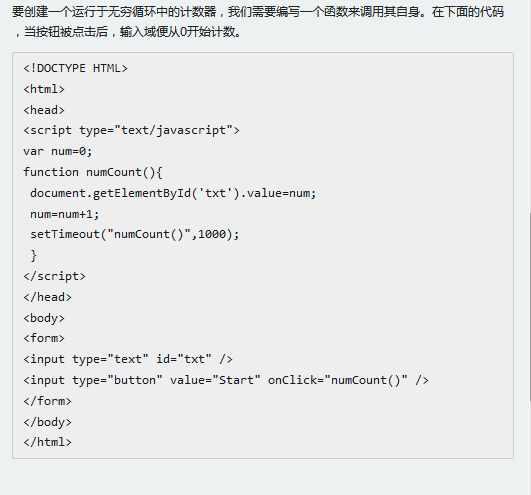 要创建一个运行于无穷循环中的计数器，我们需要编写一个函数来调用其自身。在下面的代码
，当按钮被点击后，输入域便从0开始计数。
<!DOCTYPE HTML>
<html>
<head>
<script type="text/javascript">
var num=0;
function numCount(){
 document.getElementById('txt').value=num;
 num=num+1;
 setTimeout("numCount()",1000);
 }
</script>
</head>
<body>
<form>
<input type="text" id="txt" />
<input type="button" value="Start" onClick="numCount()" />
</form>
</body>
</html>